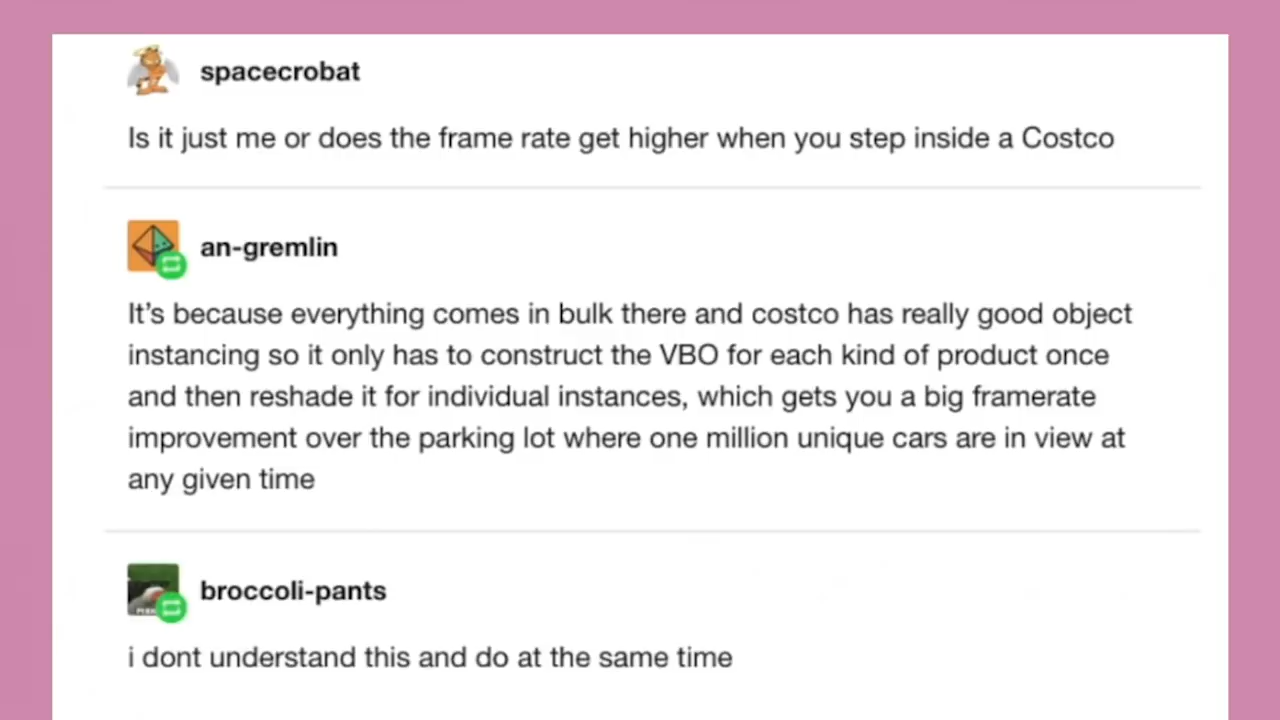 spacecrobat
Is it just me or does the frame rate get higher when you step inside a Costco
an-gremlin
It's because everything comes in bulk there and costco has really good object
instancing so it only has to construct the VBO for each kind of product once
and then reshade it for individual instances, which gets you a big framerate
improvement over the parking lot where one million unique cars are in view at
any given time
broccoli-pants
i dont understand this and do at the same time